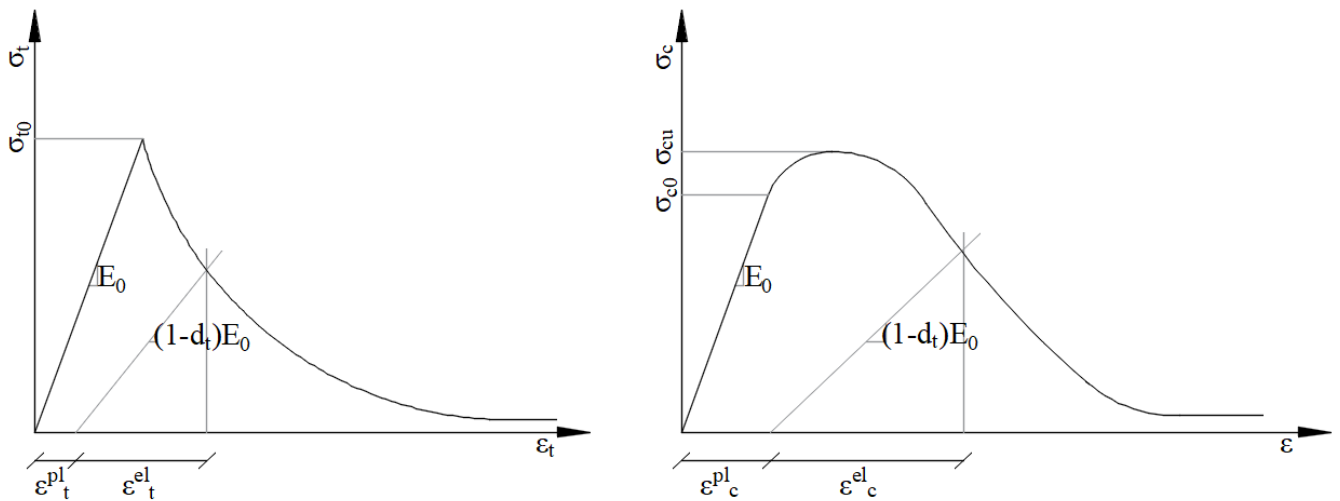 σt
σt0
E0
(1-dt)E0
εt
εplt
εelt
σc
σcu
σc0
E0
(1-dt)E0
ε
εplc
εelc